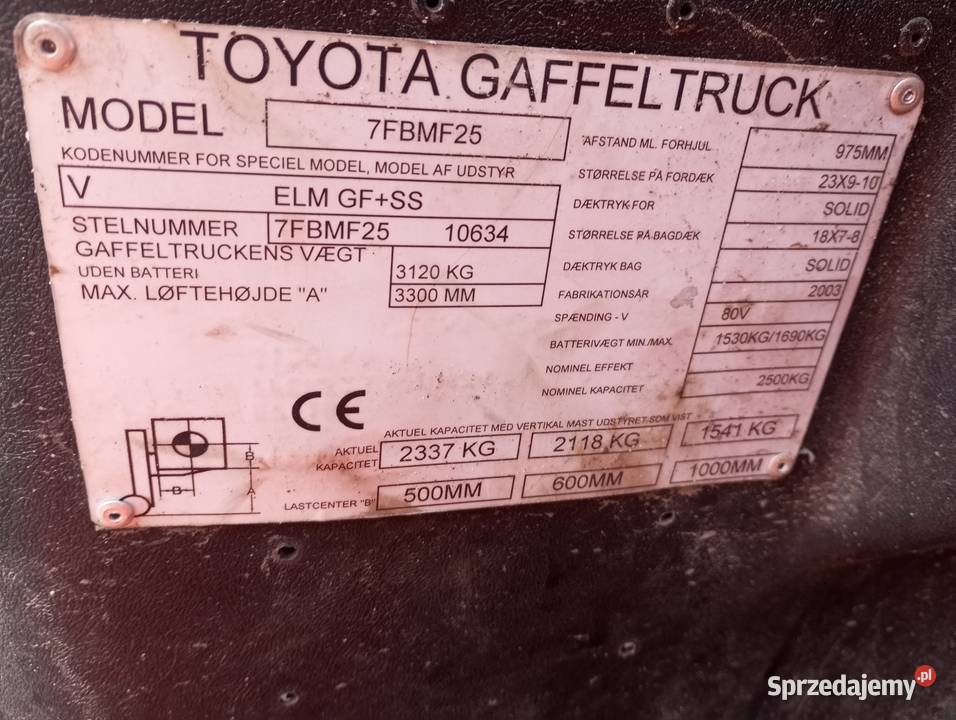 TOYOTA GAFFELTRUCK
MODEL 7FBMF25
KODENUMMER FOR SPECIEL MODEL, MODEL AF UDSTYR
V ELM GF+SS
STELNUMMER 7FBMF25 10634
GAFFELTRUCKENS VÆGT
UDEN BATTERI 3120 KG
MAX. LØFTEHØJDE "A" 3300 MM
AFSTAND ML. FORHJUL 975MM
STØRRELSE PÅ FORDÆK 23X9-10
DÆKTRYK FOR SOLID
STØRRELSE PÅ BAGDÆK 18X7-8
DÆKTRYK BAG SOLID
FABRIKATIONSÅR 2003
SPÆNDING - V 80V
BATTERIVÆGT MIN./MAX. 1530KG/1690KG
NOMINEL EFFEKT
NOMINEL KAPACITET 2500KG
CE
AKTUEL KAPACITET MED VERTIKAL MAST UDSTYRET SOM VIST
AKTUEL KAPACITET 2337 KG 2118 KG 1541 KG
LASTCENTER "B" 500MM 600MM 1000MM
B
B
A
Sprzedajemy.pl